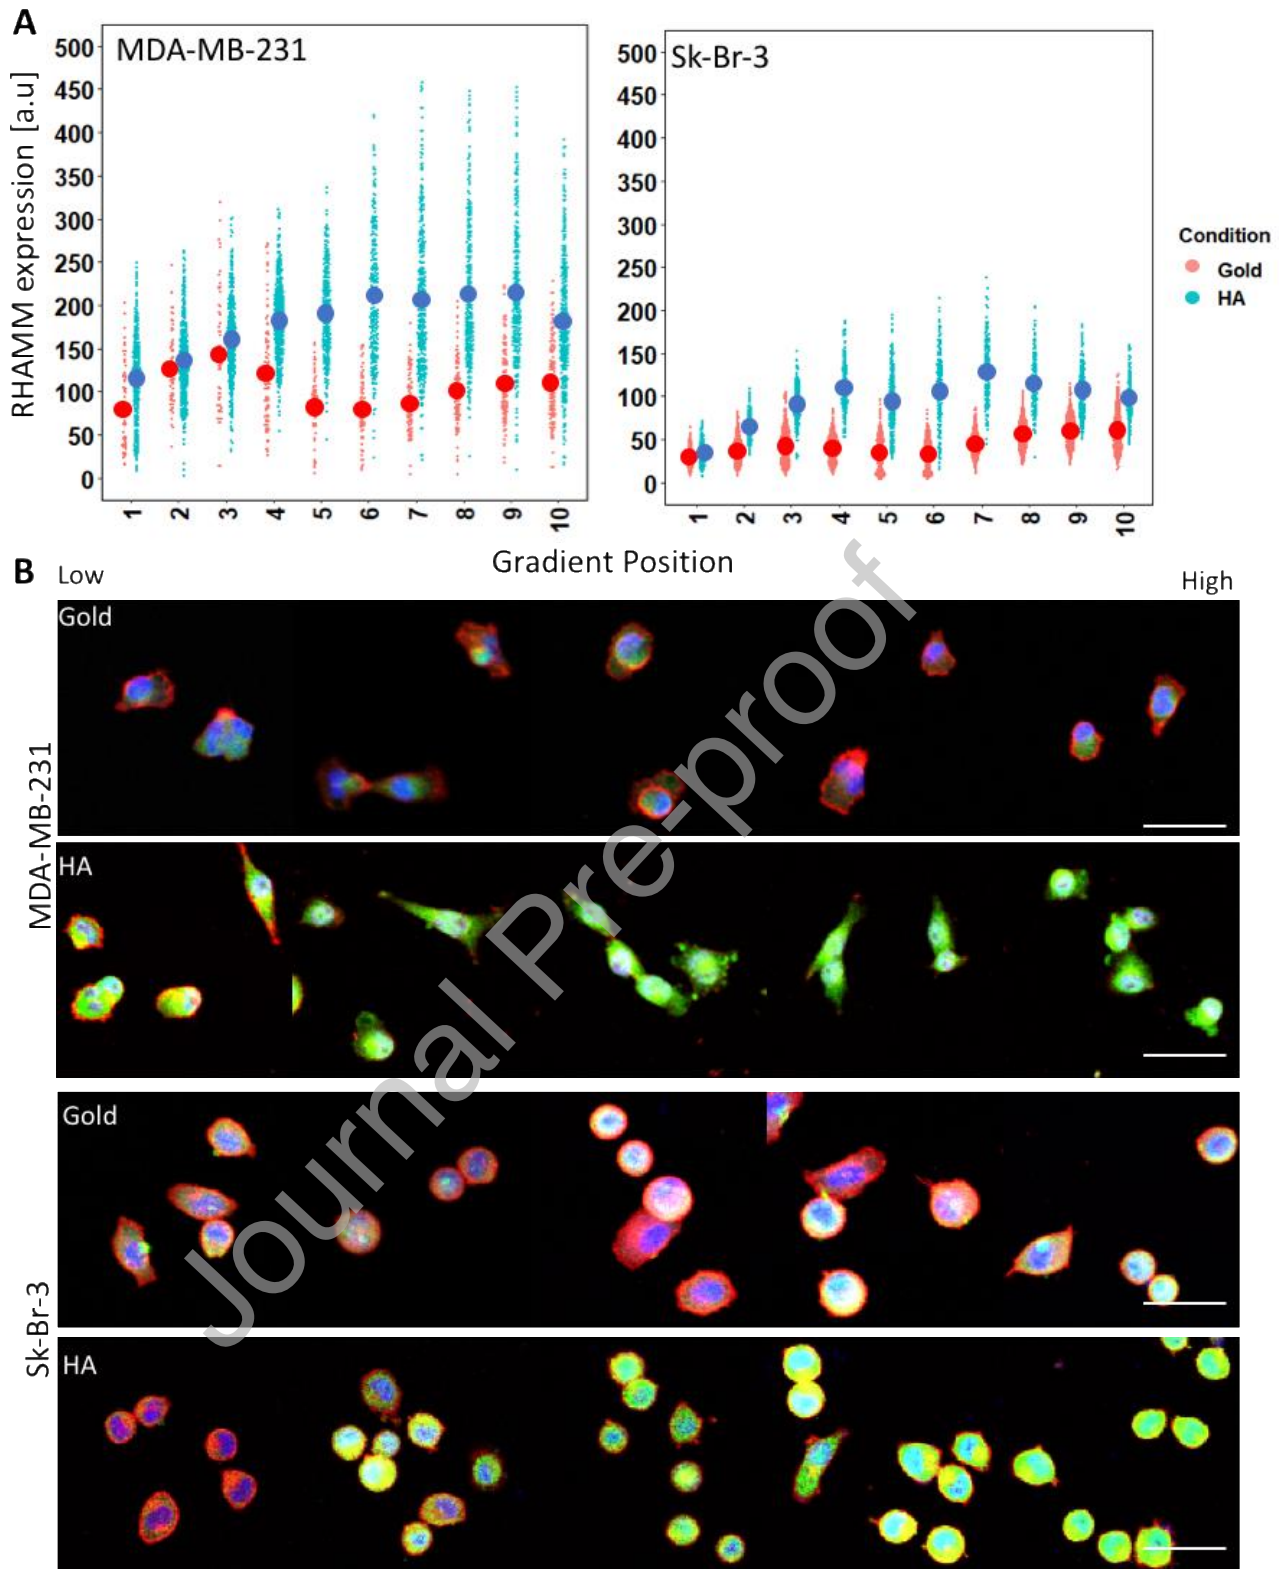 A
MDA-MB-231
Sk-Br-3
RHAMM expression [a.u]
500
450
400
350
300
250
200
150
100
50
0
1 2 3 4 5 6 7 8 9 10
500
450
400
350
300
250
200
150
100
50
0
1 2 3 4 5 6 7 8 9 10
Condition
Gold
HA
Gradient Position
B
Low
High
MDA-MB-231
Gold
HA
Sk-Br-3
Gold
HA
Journal Pre-proof